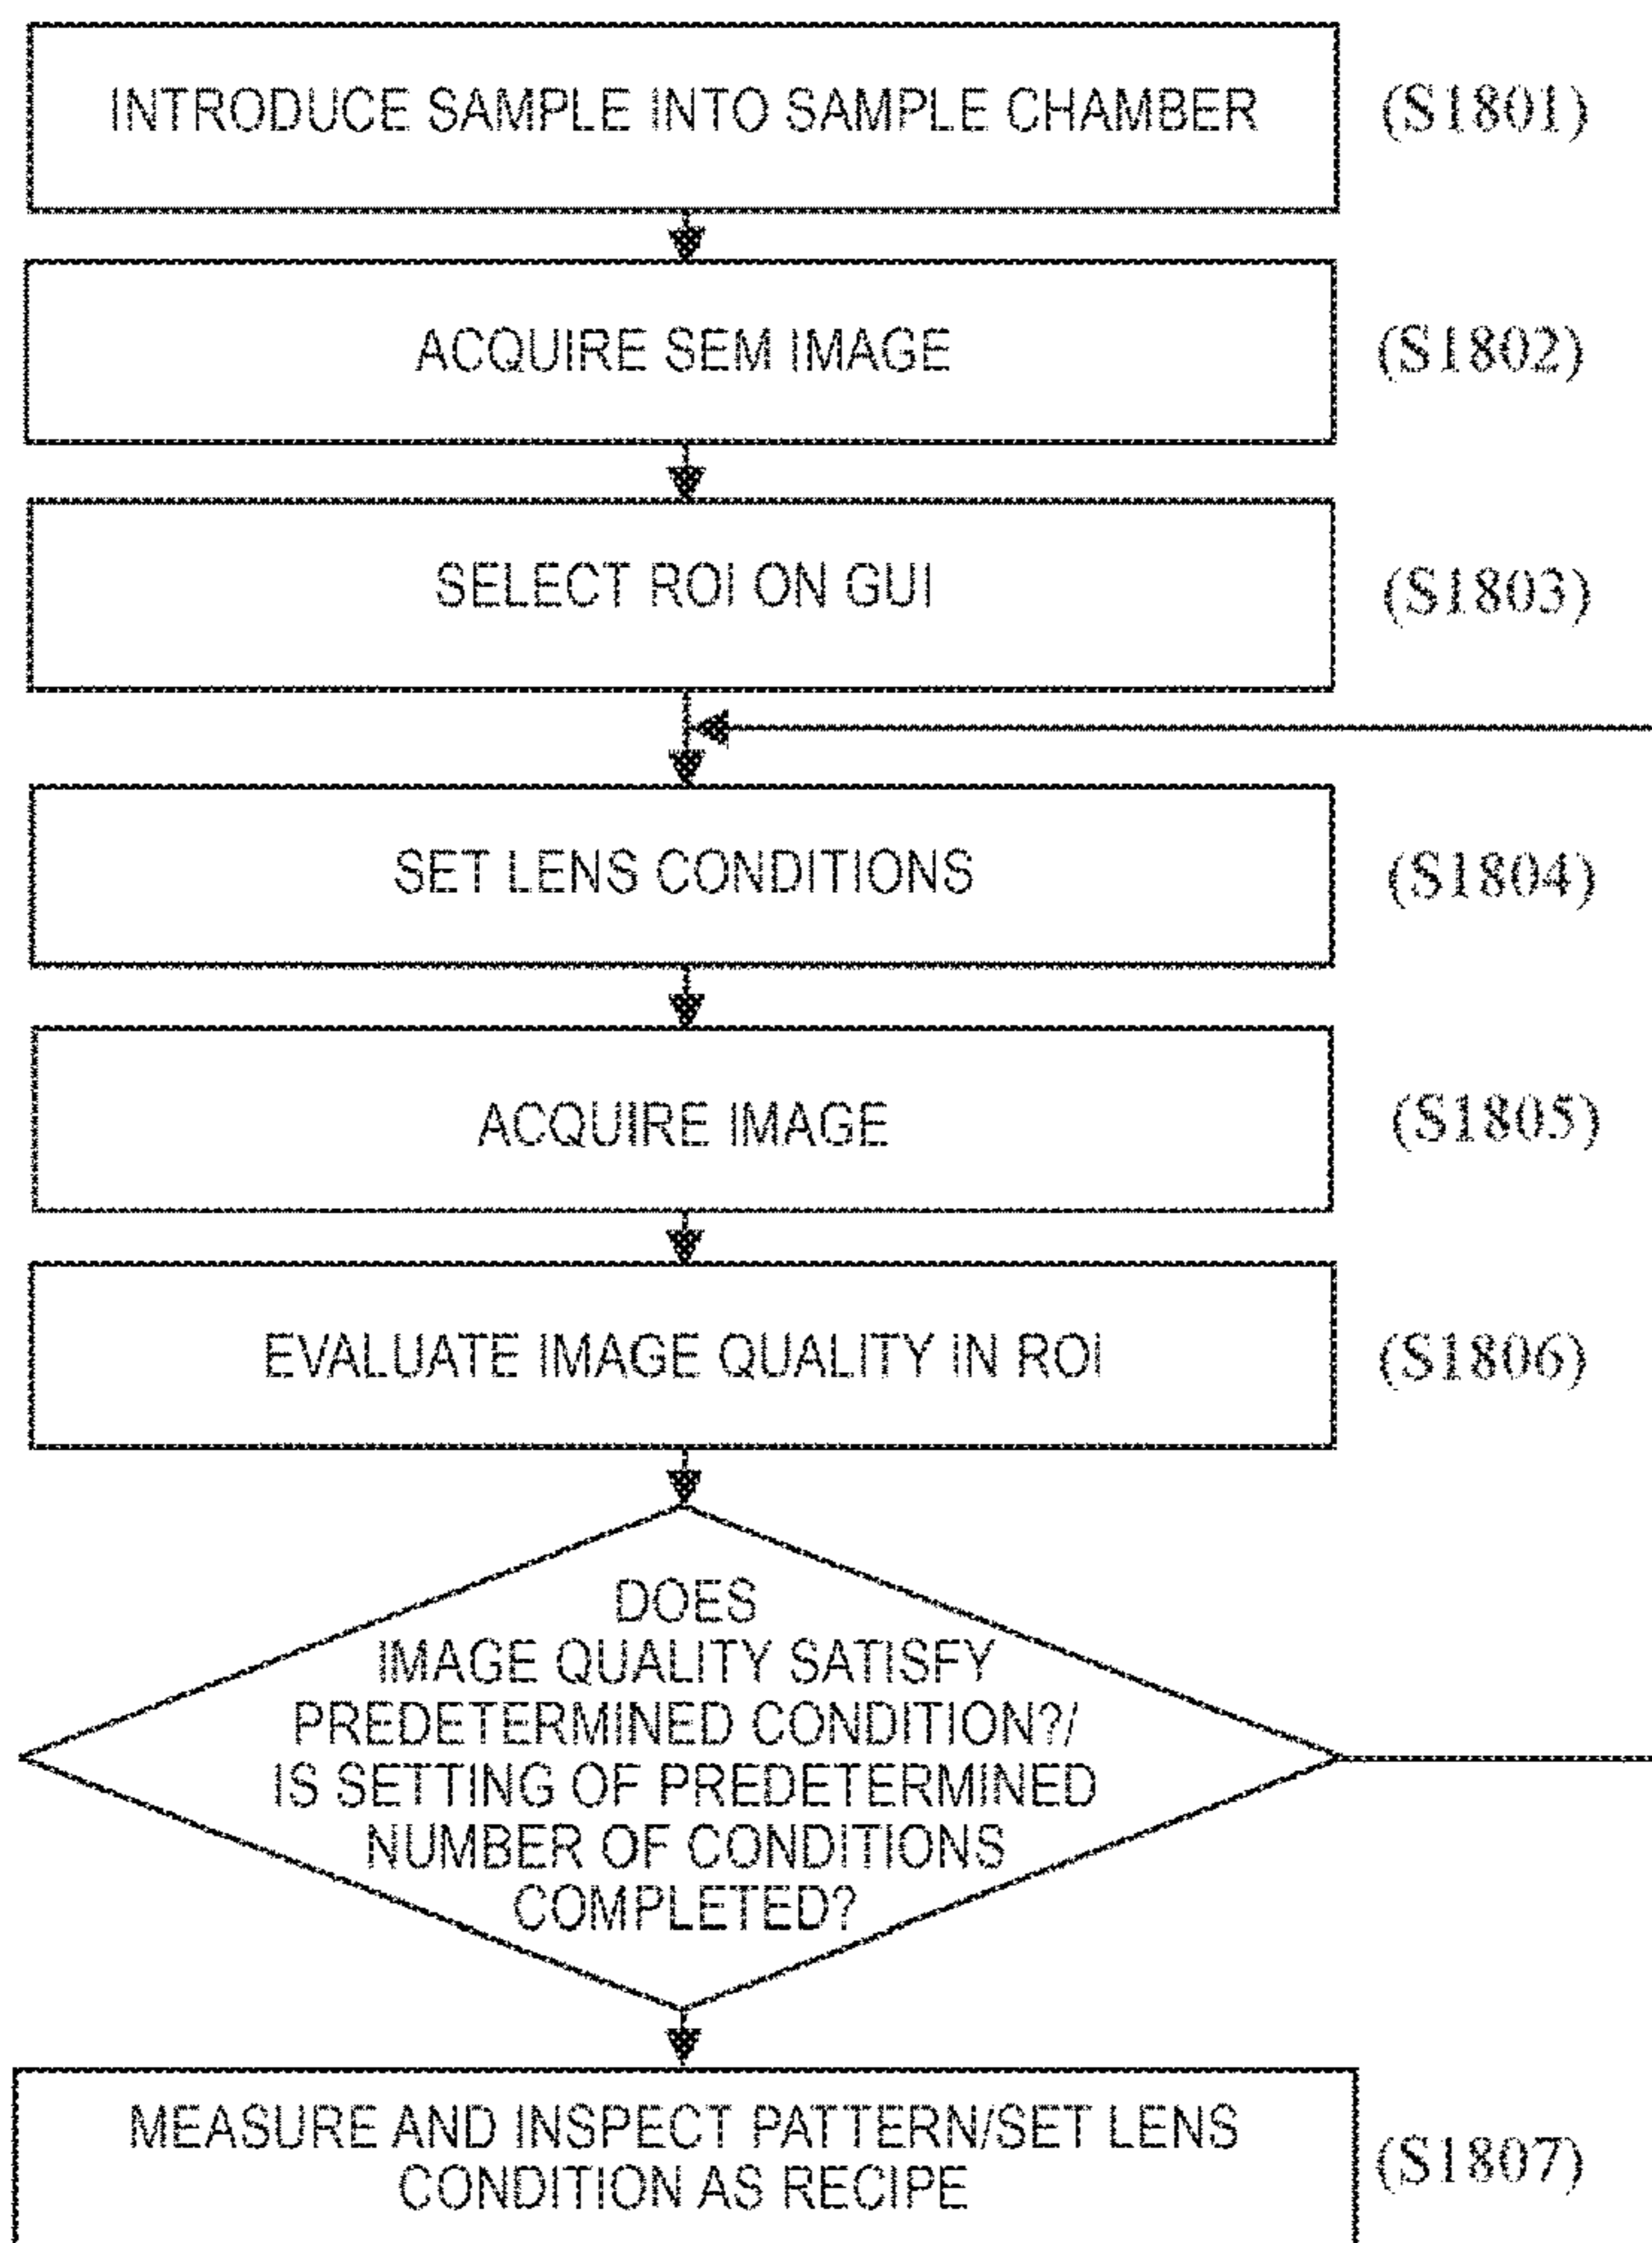 INTRODUCE SAMPLE INTO SAMPLE CHAMBER (S1801)
ACQUIRE SEM IMAGE (S1802)
SELECT ROI ON GUI (S1803)
SET LENS CONDITIONS (S1804)
ACQUIRE IMAGE (S1805)
EVALUATE IMAGE QUALITY IN ROI (S1806)
DOES
IMAGE QUALITY SATISFY
PREDETERMINED CONDITION?/
IS SETTING OF PREDETERMINED
NUMBER OF CONDITIONS
COMPLETED?
MEASURE AND INSPECT PATTERN/SET LENS
CONDITION AS RECIPE
(S1807)